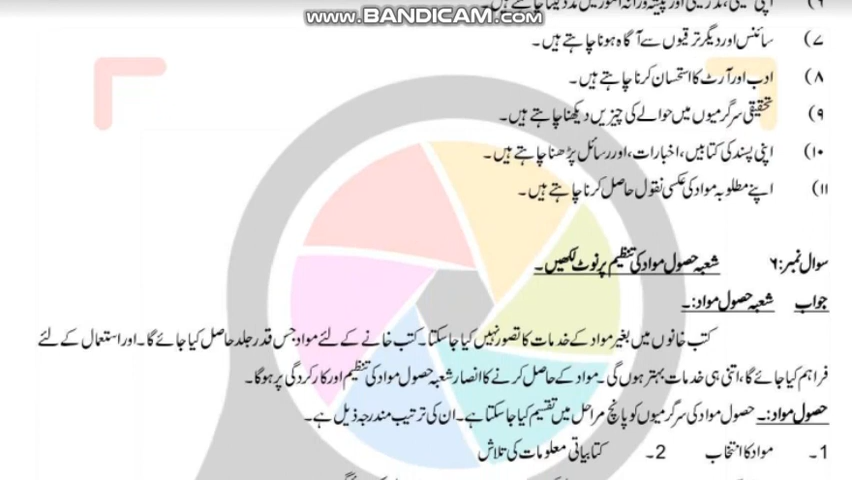 www.BANDICAM.com
۷) سائنس اور دیگر ترقیوں سے آگاہ ہونا چاہتے ہیں۔
۸) ادب اور آرٹ کا استحسان کرنا چاہتے ہیں۔
۹) تحقیقی سرگرمیوں میں حوالے کی چیزیں دیکھنا چاہتے ہیں۔
۱۰) اپنی پسند کی کتابیں، اخبارات، اور رسائل پڑھنا چاہتے ہیں۔
۱۱) اپنے مطلوبہ مواد کی عکسی نقول حاصل کرنا چاہتے ہیں۔
سوال نمبر: ۶ شعبہ حصول مواد کی تنظیم پر نوٹ لکھیں۔
جواب شعبہ حصول مواد:۔
کتب خانوں میں بغیر مواد کے خدمات کا تصور نہیں کیا جا سکتا۔ کتب خانے کے لئے مواد جس قدر جلد حاصل کیا جائے گا۔ اور استعمال کے لئے
فراہم کیا جائے گا، اتنی ہی خدمات بہتر ہوں گی۔ مواد کے حاصل کرنے کا انصار شعبہ حصول مواد کی تنظیم اور کارکردگی پر ہوگا۔
حصول مواد:۔ حصول مواد کی سرگرمیوں کو پانچ مراحل میں تقسیم کیا جا سکتا ہے۔ ان کی ترتیب مندرجہ ذیل ہے۔
1۔ مواد کا انتخاب 2۔ کتابیاتی معلومات کی تلاش